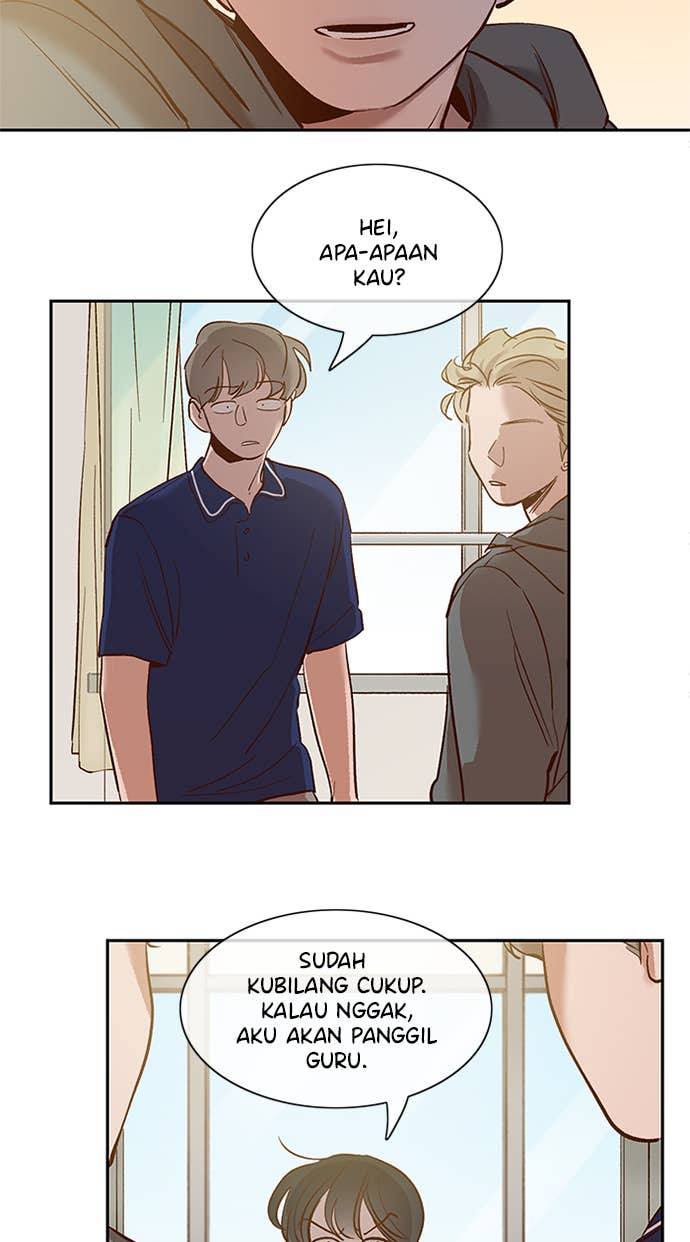 HEI,
APA-APAAN
KAU?
SUDAH
KUBILANG CUKUP.
KALAU NGGAK,
AKU AKAN PANGGIL
GURU.